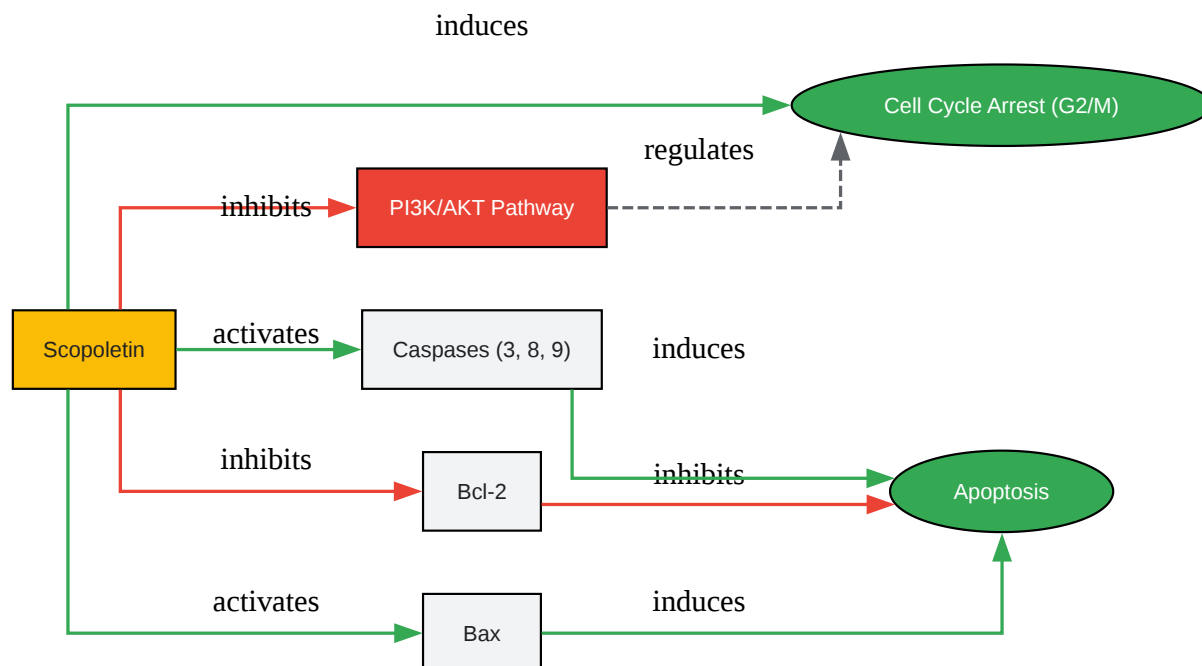 induces
Cell Cycle Arrest (G2/M)
regulates
inhibits
PI3K/AKT Pathway
Scopoletin
activates
Caspases (3, 8, 9)
induces
inhibits
Bcl-2
inhibits
Apoptosis
activates
Bax
induces